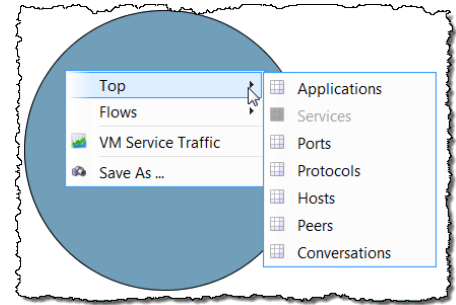 Top
Flows
VM Service Traffic
Save As ...
Applications
Services
Ports
Protocols
Hosts
Peers
Conversations